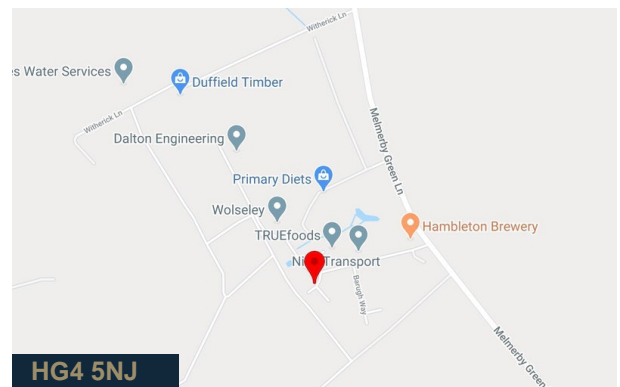 Witherick Ln
s Water Services
Duffield Timber
Witherick Ln
Dalton Engineering
Melmerby Green Ln
Primary Diets
Wolseley
Hambleton Brewery
TRUEfoods
Transport
Barugh Way
Melmerby Green
HG4 5NJ